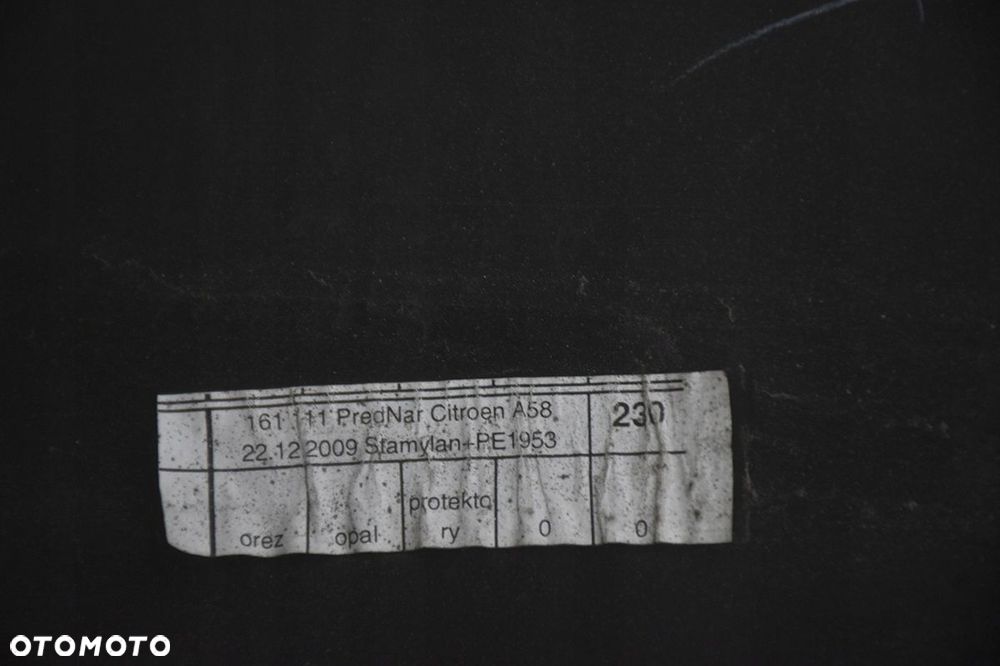 161 111 PredNar Citroen A58
230
22.12.2009 Stamylan+PE1953
orez
opal
protekto
ry
0
0
OTOMOTO